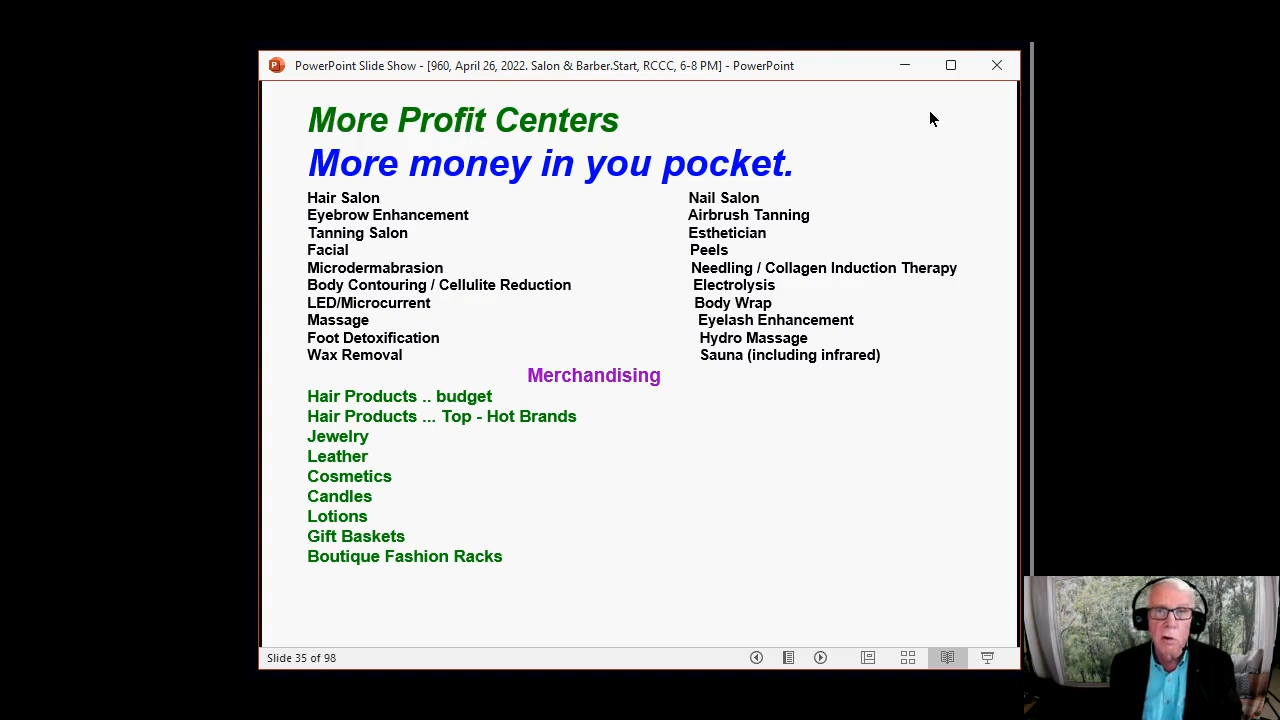 PowerPoint Slide Show - [960, April 26, 2022. Salon & Barber.Start, RCCC, 6-8 PM] - PowerPoint
More Profit Centers
More money in you pocket.
Hair Salon Nail Salon
Eyebrow Enhancement Airbrush Tanning
Tanning Salon Esthetician
Facial Peels
Microdermabrasion Needling / Collagen Induction Therapy
Body Contouring / Cellulite Reduction Electrolysis
LED/Microcurrent Body Wrap
Massage Eyelash Enhancement
Foot Detoxification Hydro Massage
Wax Removal Sauna (including infrared)
Merchandising
Hair Products .. budget
Hair Products ... Top - Hot Brands
Jewelry
Leather
Cosmetics
Candles
Lotions
Gift Baskets
Boutique Fashion Racks
Slide 35 of 98